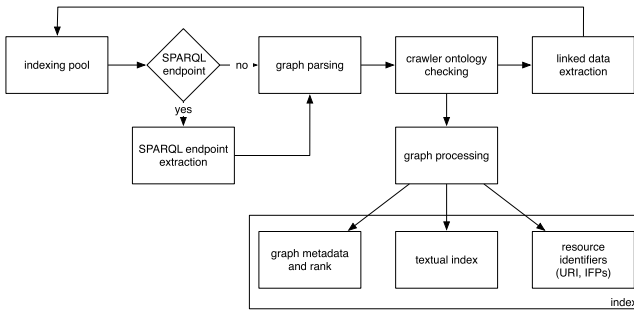 indexing pool
SPARQL
endpoint
no
graph parsing
crawler ontology
checking
linked data
extraction
yes
SPARQL endpoint
extraction
graph processing
graph metadata
and rank
textual index
resource
identifiers
(URI, IFPs)
index